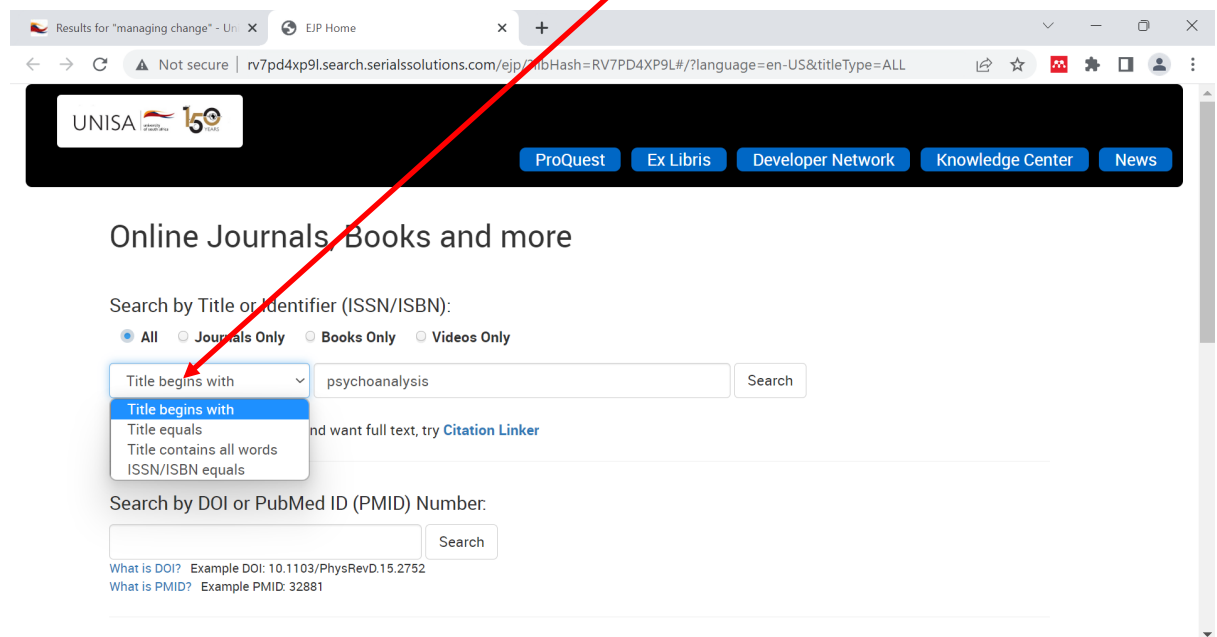 Results for "managing change" - Un
EJP Home
Not secure | rv7pd4xp9l.search.serialssolutions.com/ejp/?libHash=RV7PD4XP9L#/?language=en-US&titleType=ALL
UNISA university of south africa 150 YEARS
ProQuest Ex Libris Developer Network Knowledge Center News
Online Journals, Books and more
Search by Title or Identifier (ISSN/ISBN):
All Journals Only Books Only Videos Only
Title begins with psychoanalysis Search
Title begins with
Title equals nd want full text, try Citation Linker
Title contains all words
ISSN/ISBN equals
Search by DOI or PubMed ID (PMID) Number:
Search
What is DOI? Example DOI: 10.1103/PhysRevD.15.2752
What is PMID? Example PMID: 32881